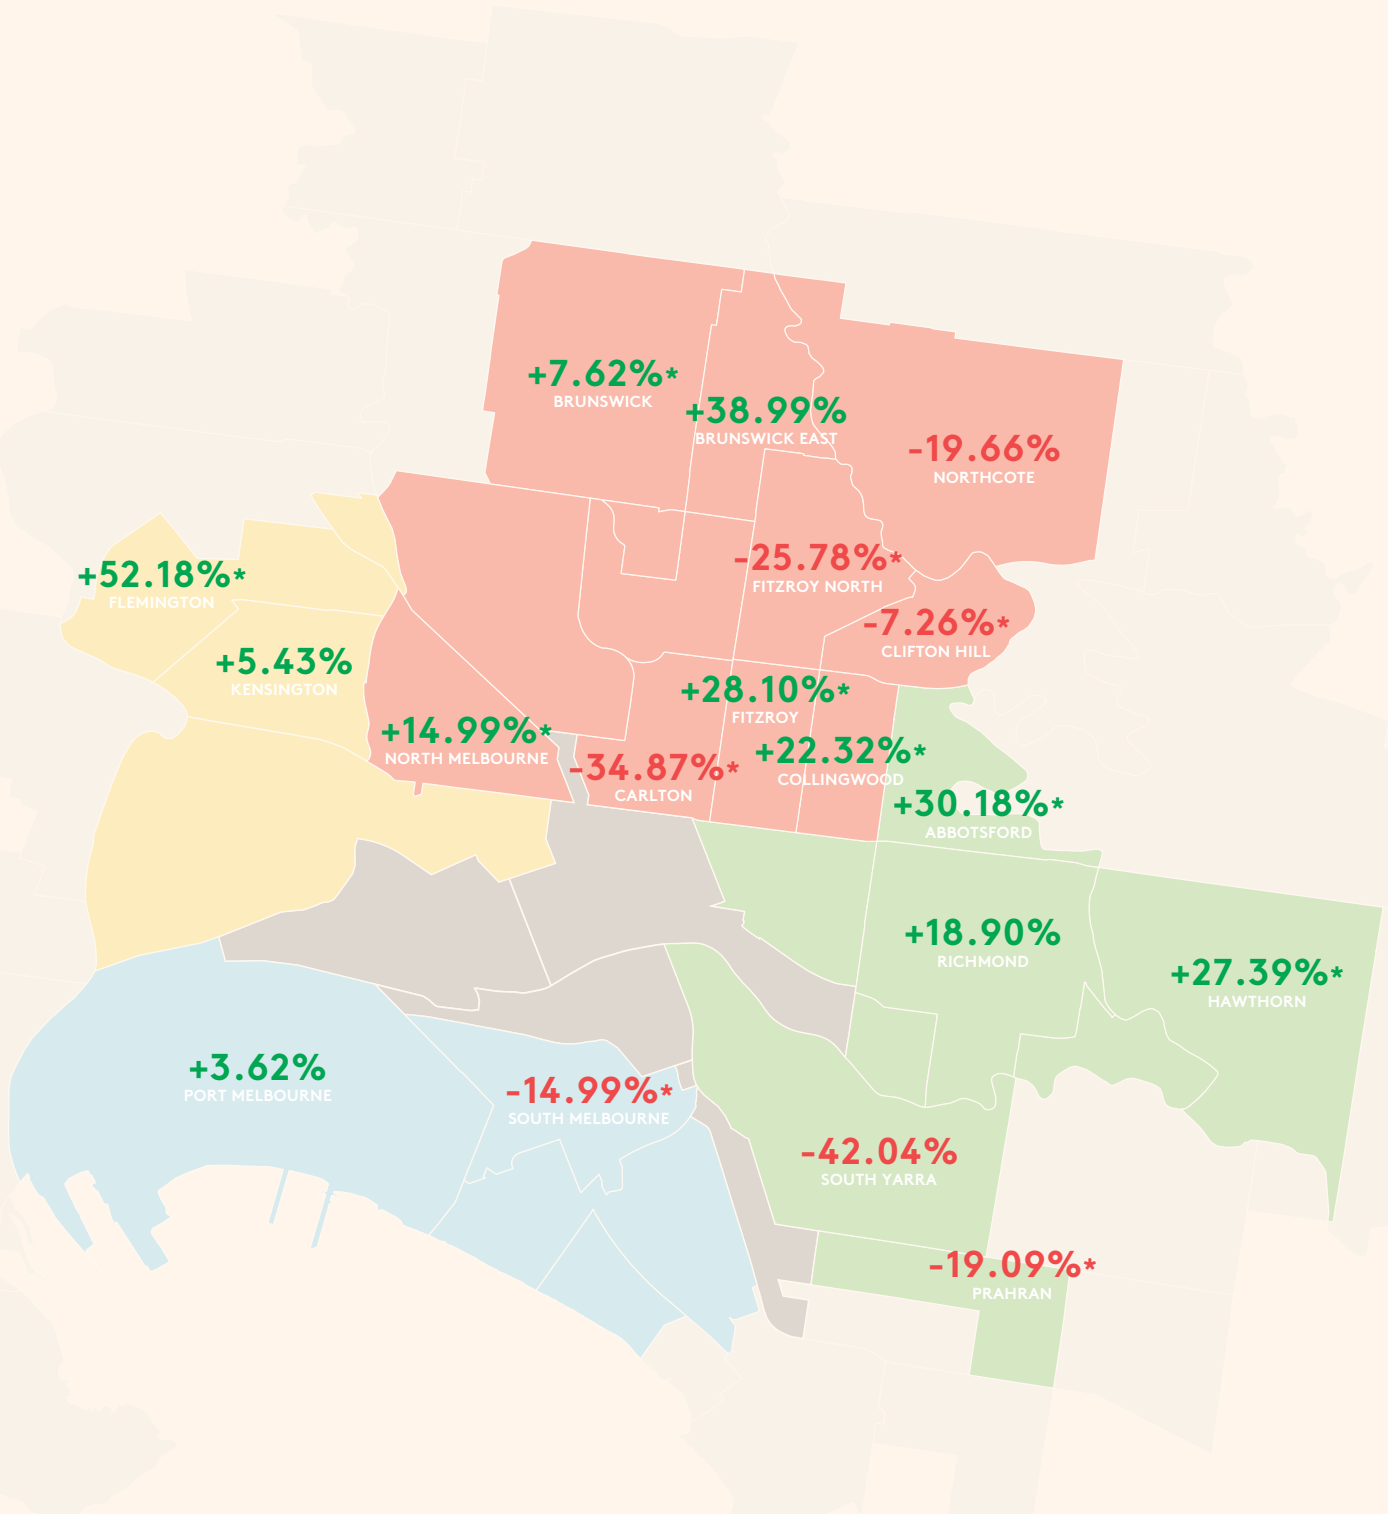 +7.62%*
BRUNSWICK
+38.99%
BRUNSWICK EAST
-19.66%
NORTHCOTE
-25.78%*
FITZROY NORTH
+52.18%*
FLEMINGTON
-7.26%*
CLIFTON HILL
+5.43%
KENSINGTON
+28.10%*
FITZROY
+14.99%*
NORTH MELBOURNE
+22.32%*
COLLINGWOOD
-34.87%*
CARLTON
+30.18%*
ABBOTSFORD
+18.90%
RICHMOND
+27.39%*
HAWTHORN
+3.62%
PORT MELBOURNE
-14.99%*
SOUTH MELBOURNE
-42.04%
SOUTH YARRA
-19.09%*
PRAHRAN